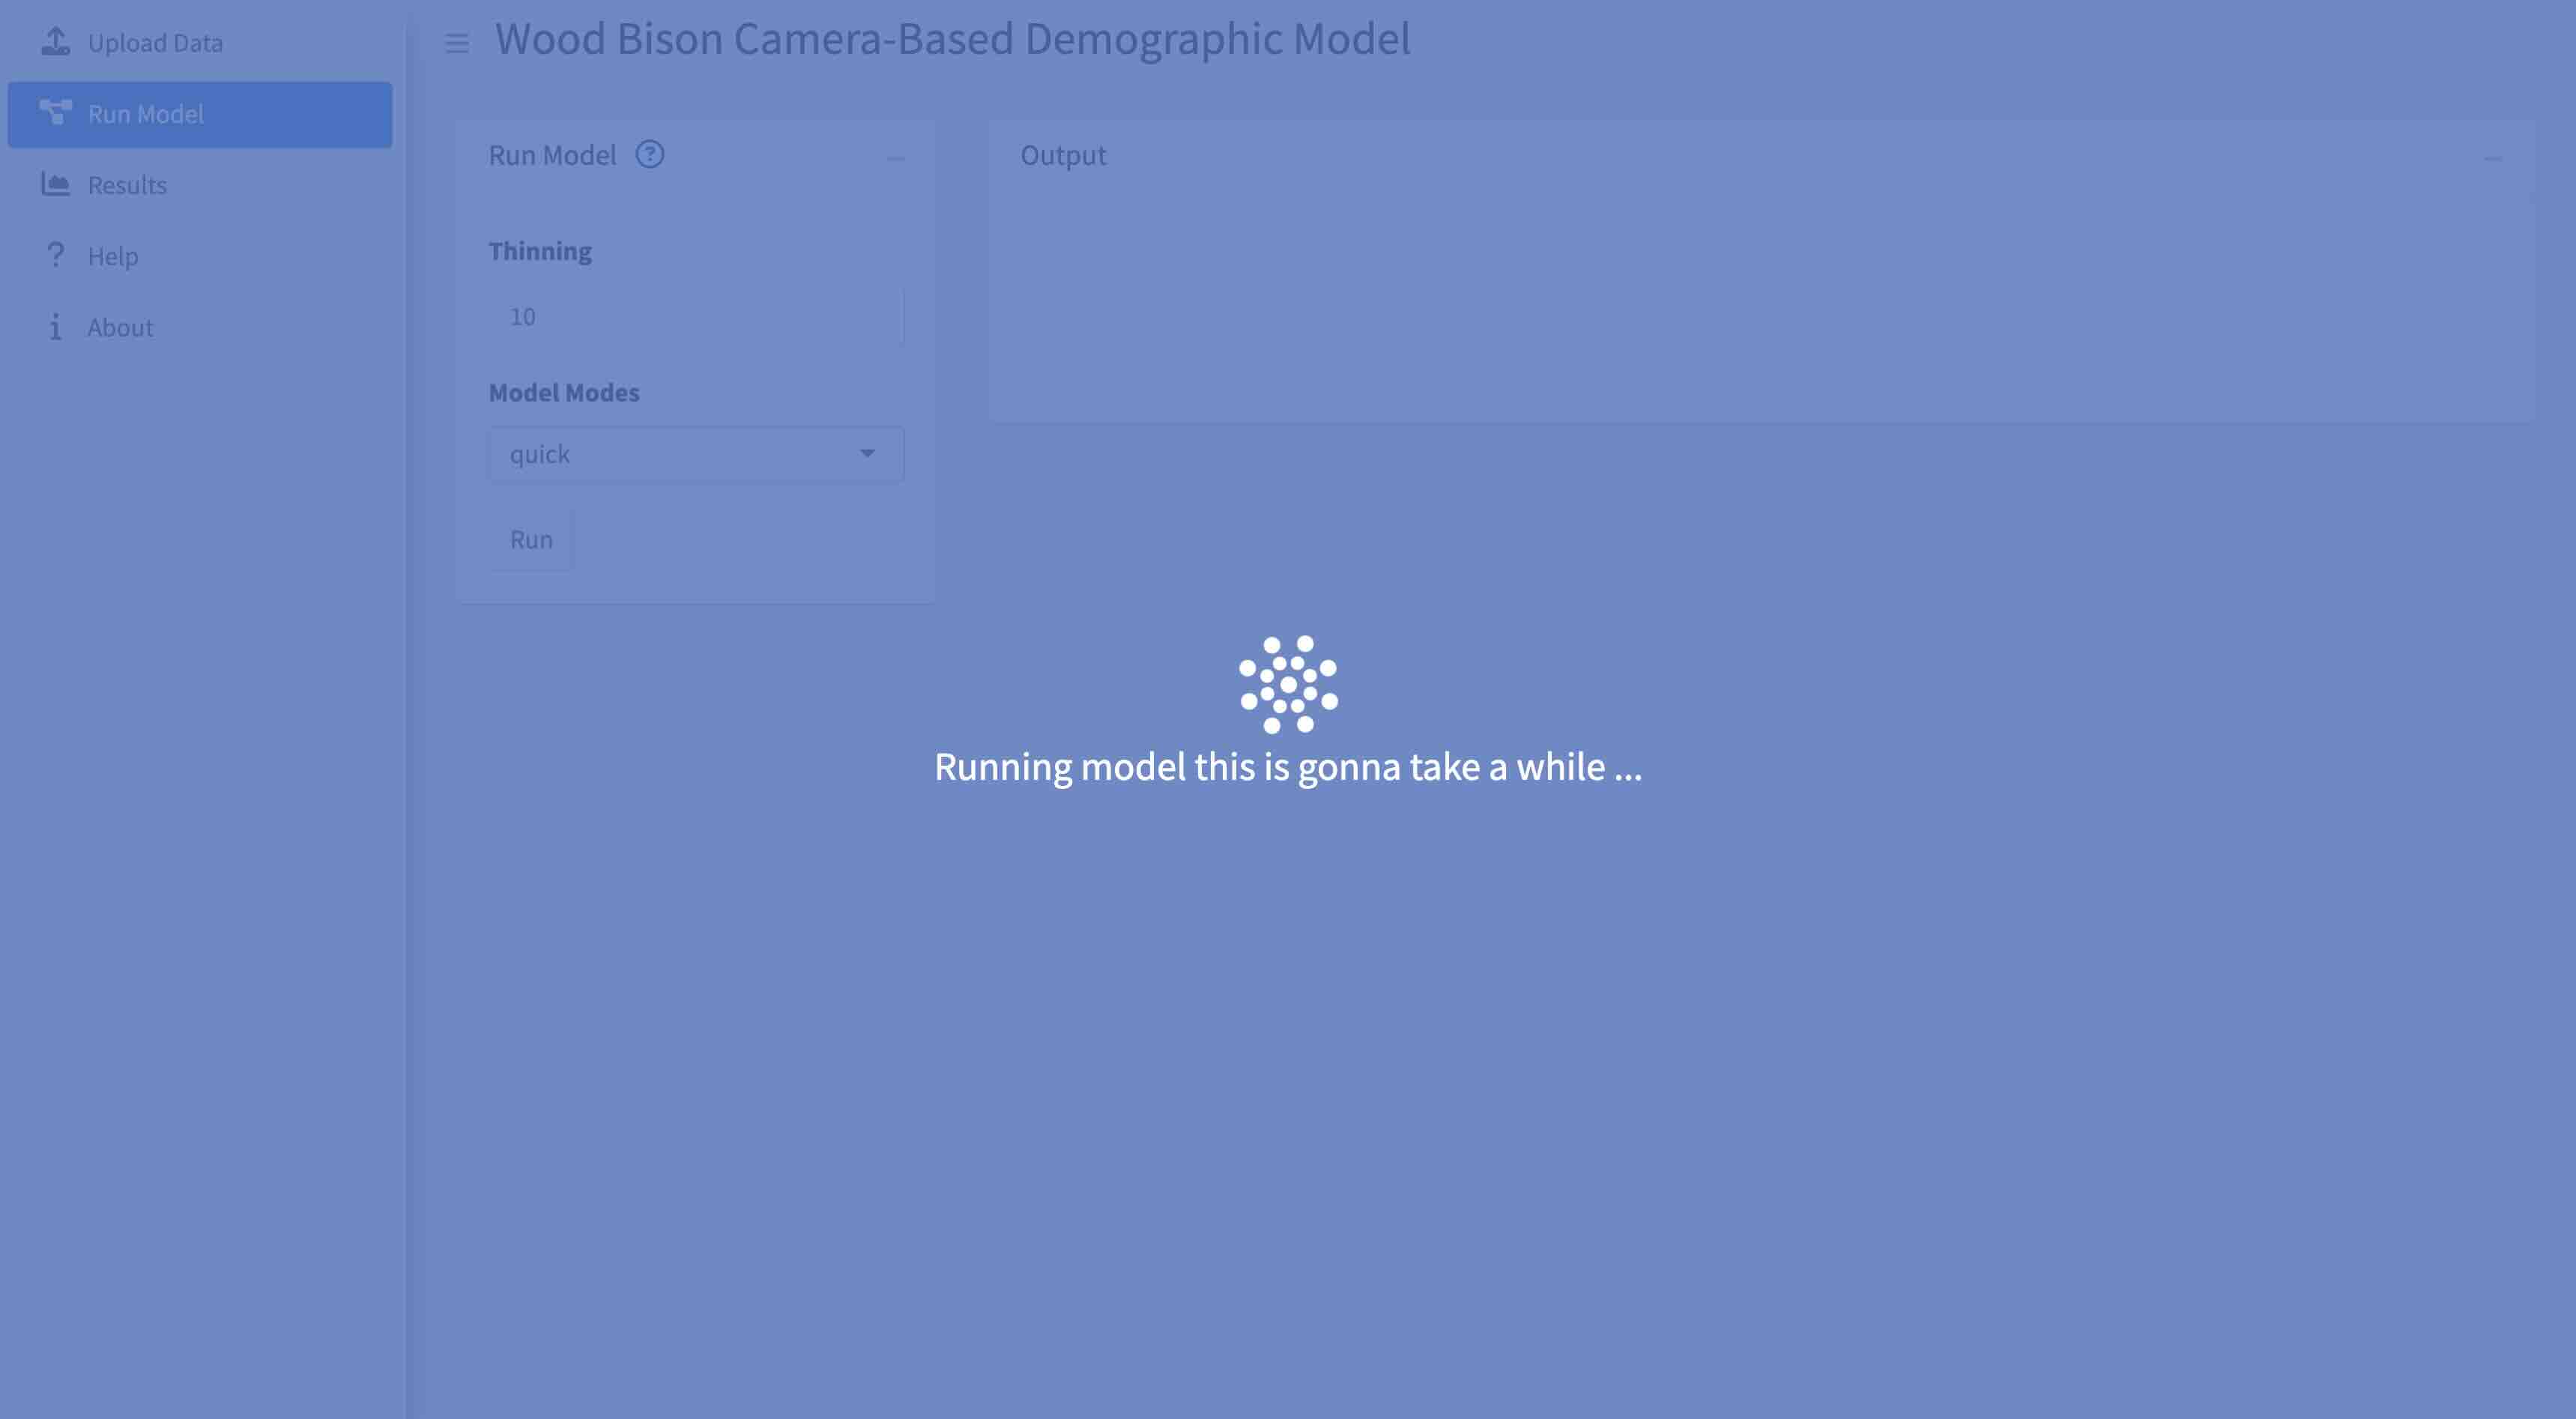 Upload Data
Run Model
Results
Help
About
Wood Bison Camera-Based Demographic Model
Run Model ?
Thinning
10
Model Modes
quick
Run
Output
Running model this is gonna take a while ...